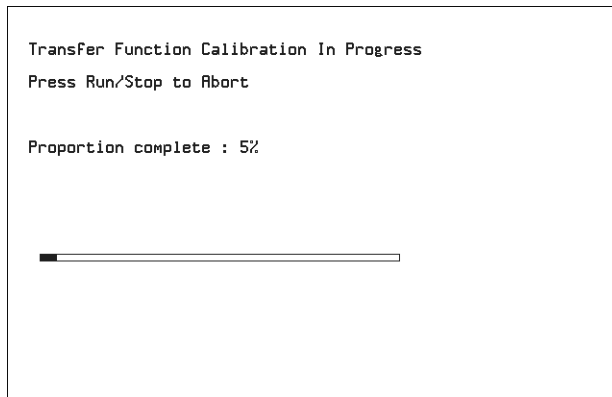 Transfer Function Calibration In Progress
Press Run/Stop to Abort
Proportion complete : 5%